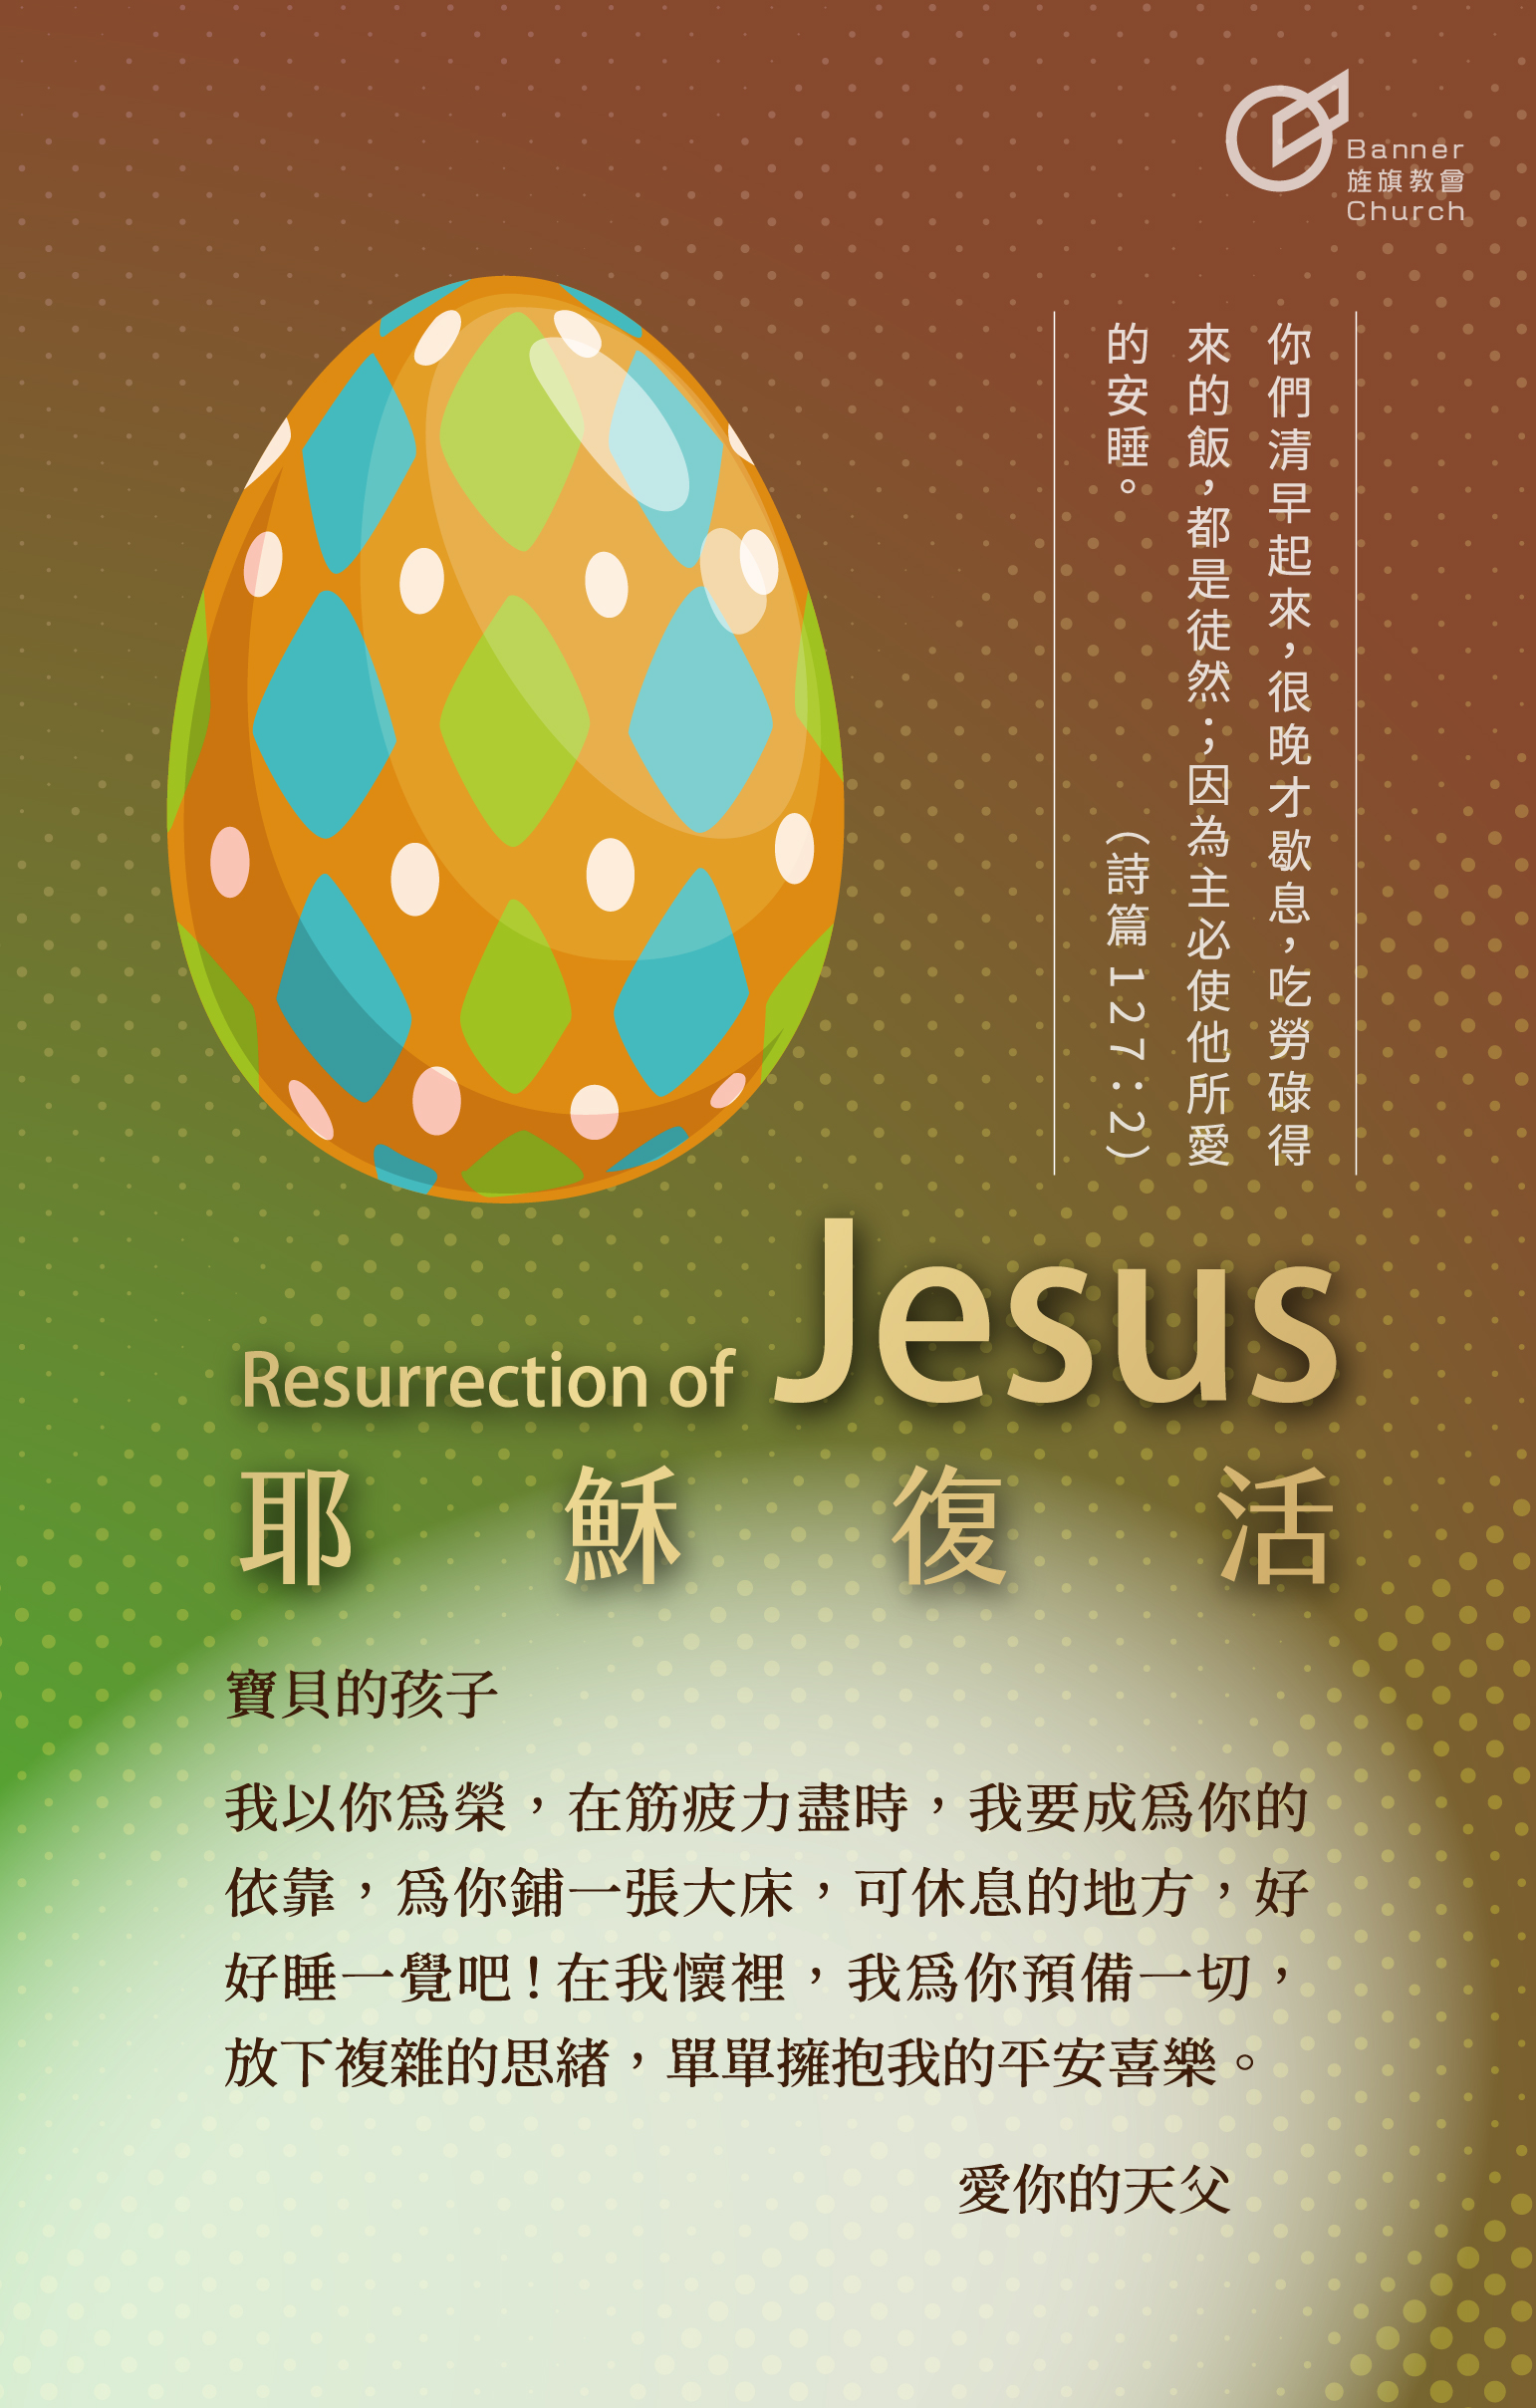 Banner
旌旗教會
Church
你們清早起來，很晚才歇息，吃勞碌得
來的飯，都是徒然；因為主必使他所愛
的安睡。（詩篇127：2）
Resurrection of Jesus
耶穌復活
寶貝的孩子
我以你爲榮，在筋疲力盡時，我要成爲你的
依靠，爲你鋪一張大床，可休息的地方，好
好睡一覺吧！在我懷裡，我爲你預備一切，
放下複雜的思緒，單單擁抱我的平安喜樂。
愛你的天父